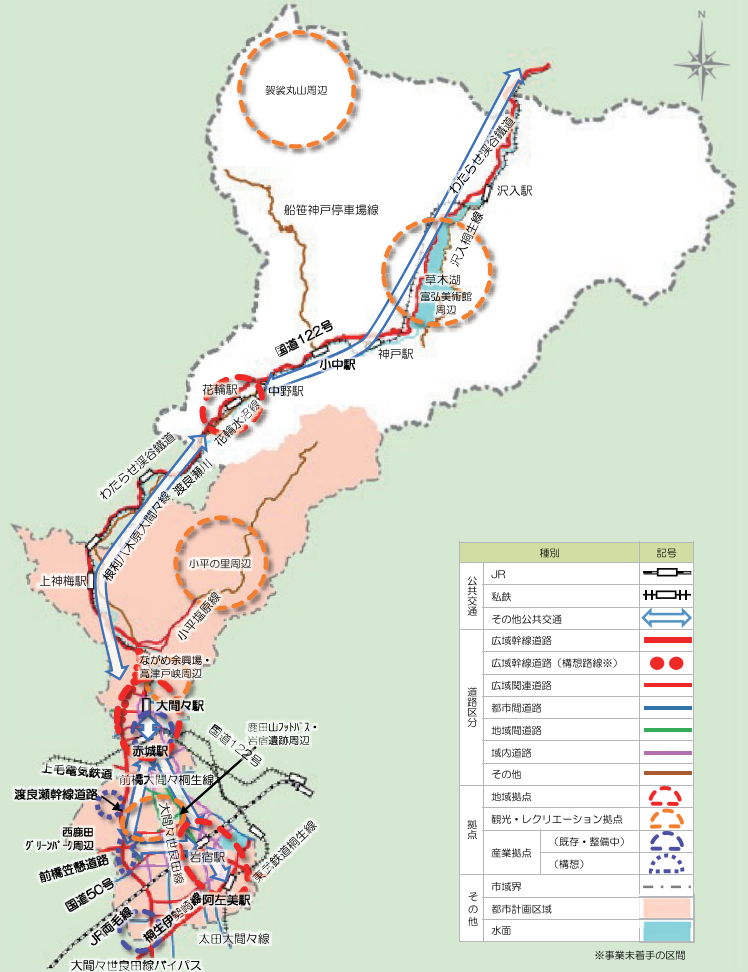 N
袈裟丸山周辺
わたらせ渓谷鐵道
沢入駅
船笹神戸停車場線
沢入桐生線
草木湖
富弘美術館
周辺
国道122号
神戸駅
小中駅
花輪駅
中野駅
花輪水沼線
わたらせ渓谷鐵道
渡良瀬川
根利八木原大間々線
小平の里周辺
上神梅駅
小平塩原線
ながめ余興場・
高津戸峡周辺
大間々駅
鹿田山フットパス・
岩宿遺跡周辺
国道122号
赤城駅
上毛電気鉄道
前橋大間々桐生線
渡良瀬幹線道路
大間々世良田線
西鹿田
グリーンパーク周辺
岩宿駅
東武鉄道桐生線
前橋笠懸道路
国道50号
阿左美駅
JR両毛線
桐生伊勢崎線
太田大間々線
大間々世良田線バイパス
種別
記号
公共交通
JR
私鉄
その他公共交通
道路区分
広域幹線道路
広域幹線道路（構想路線※）
広域関連道路
都市間道路
地域間道路
域内道路
その他
拠点
地域拠点
観光・レクリエーション拠点
産業拠点
（既存・整備中）
（構想）
その他
市域界
都市計画区域
水面
※事業未着手の区間